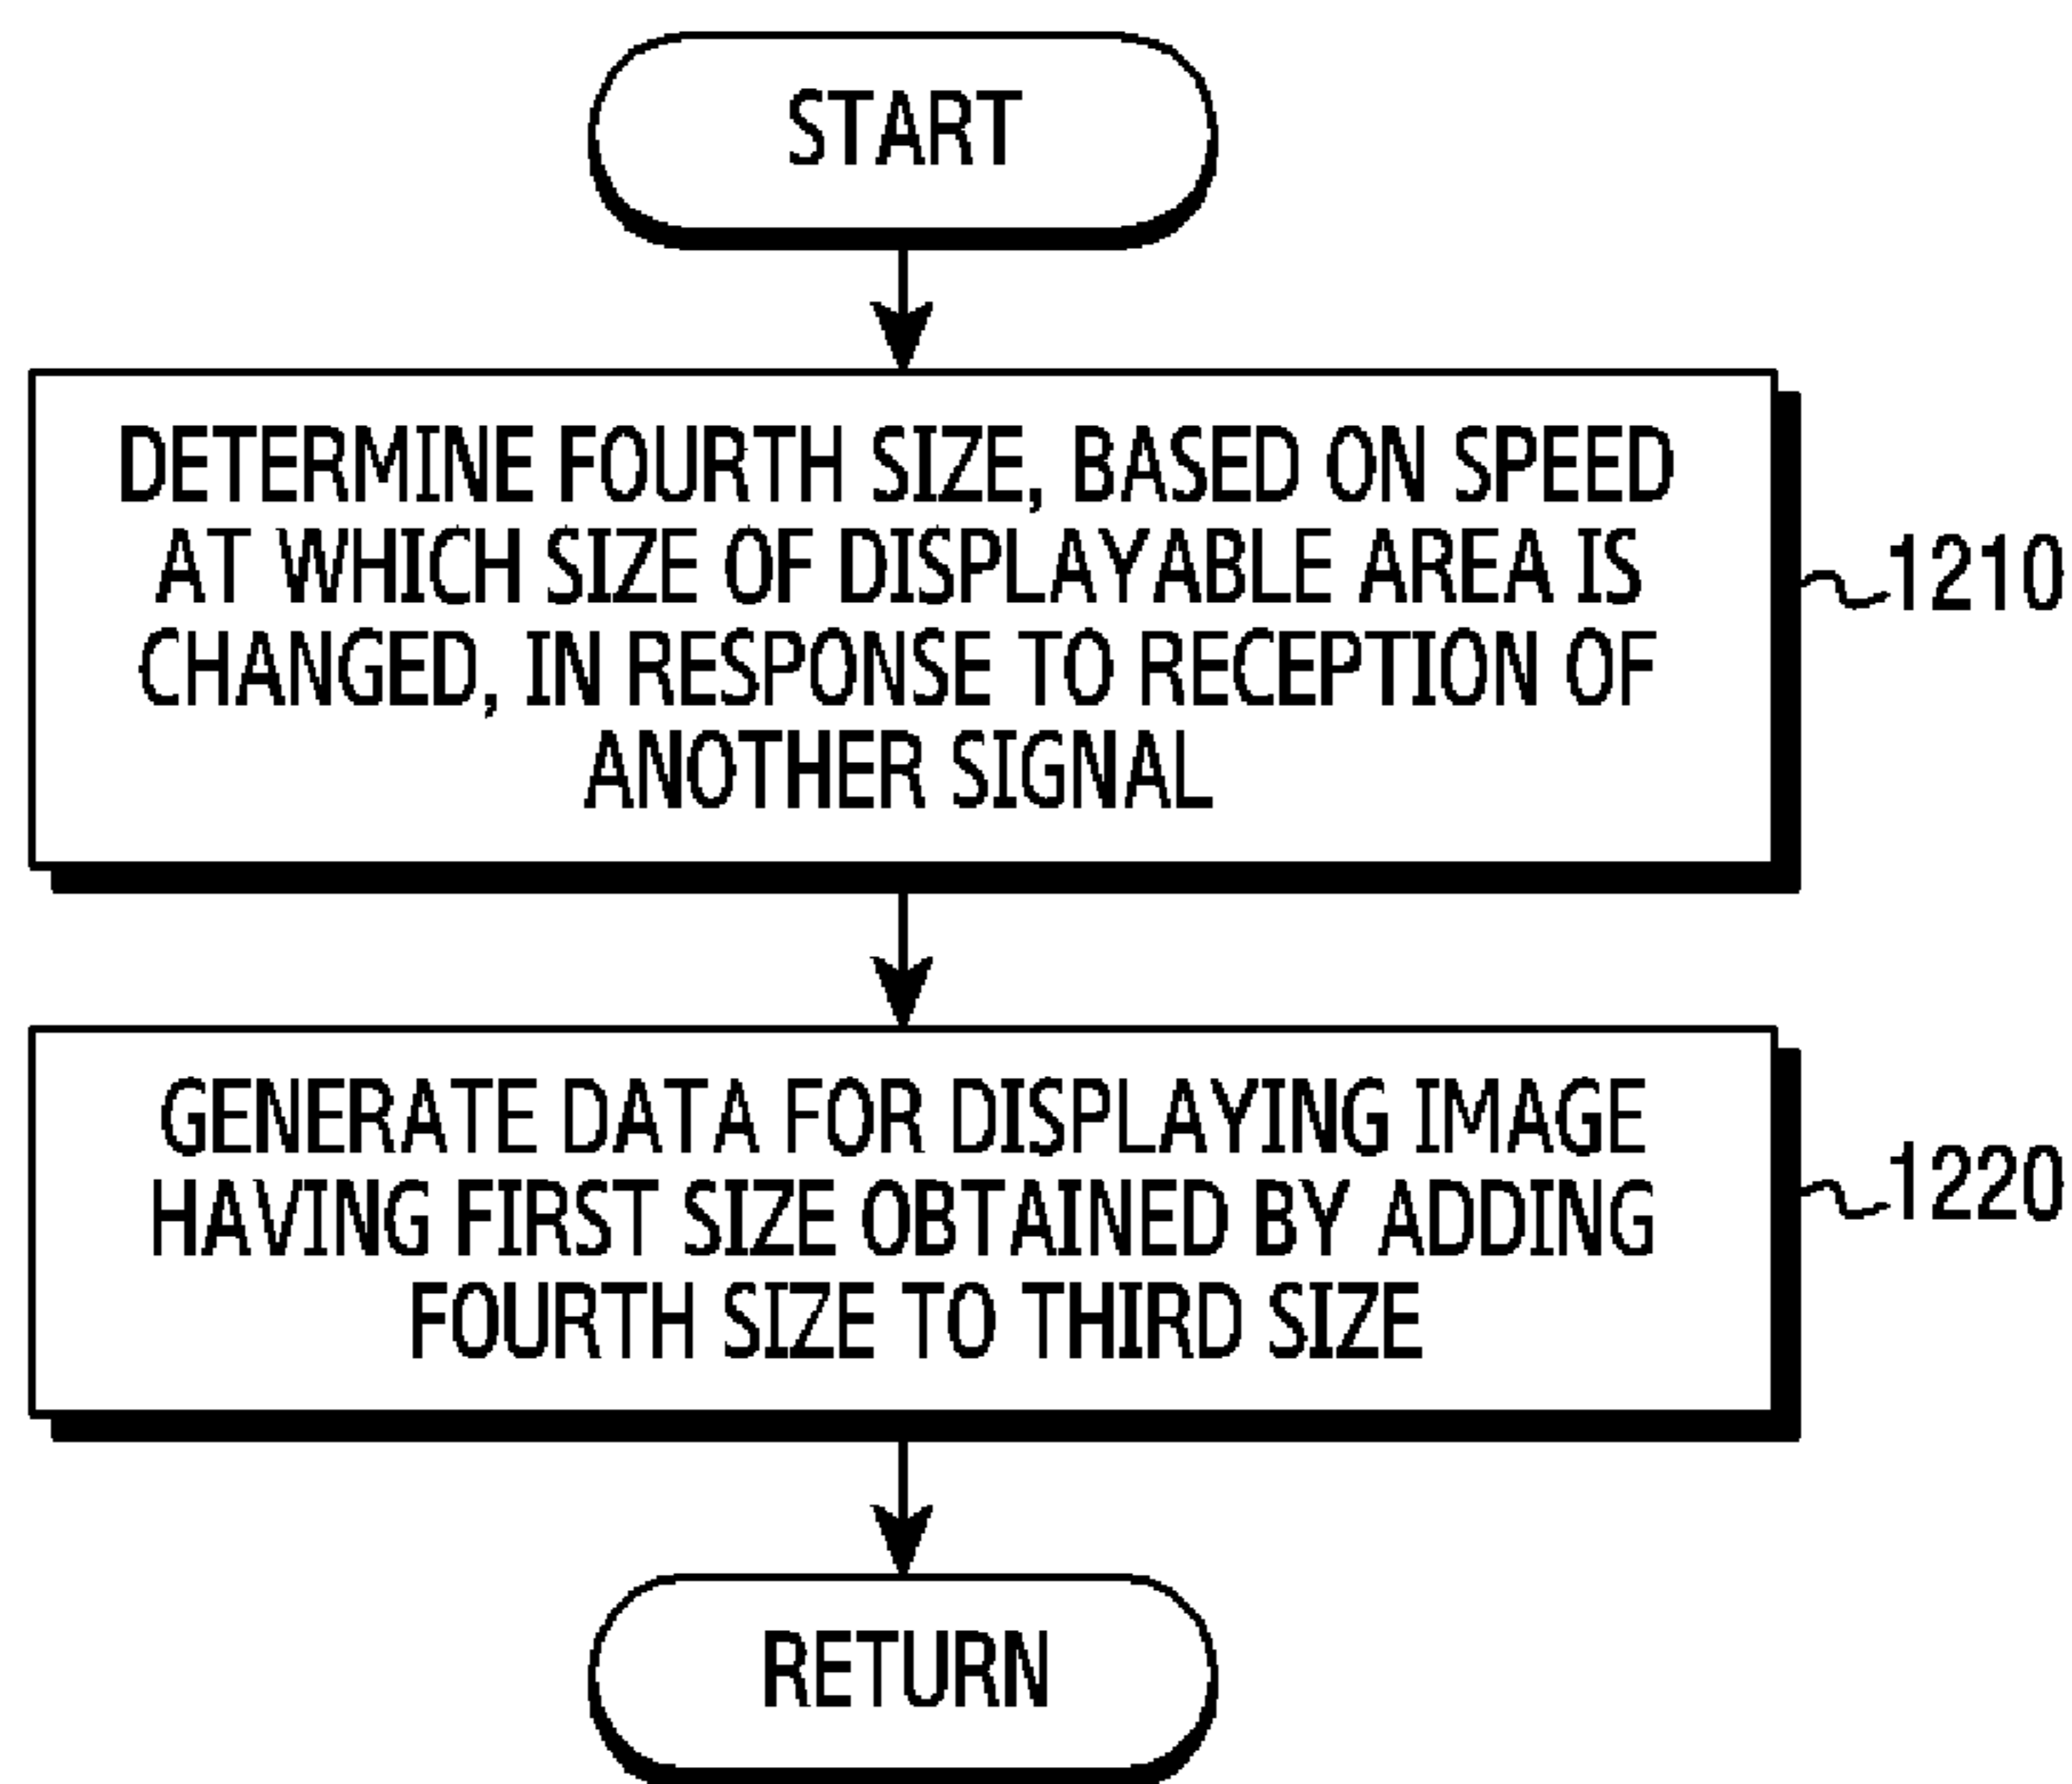 START
DETERMINE FOURTH SIZE, BASED ON SPEED
AT WHICH SIZE OF DISPLAYABLE AREA IS
CHANGED, IN RESPONSE TO RECEPTION OF
ANOTHER SIGNAL
1210
GENERATE DATA FOR DISPLAYING IMAGE
HAVING FIRST SIZE OBTAINED BY ADDING
FOURTH SIZE TO THIRD SIZE
1220
RETURN